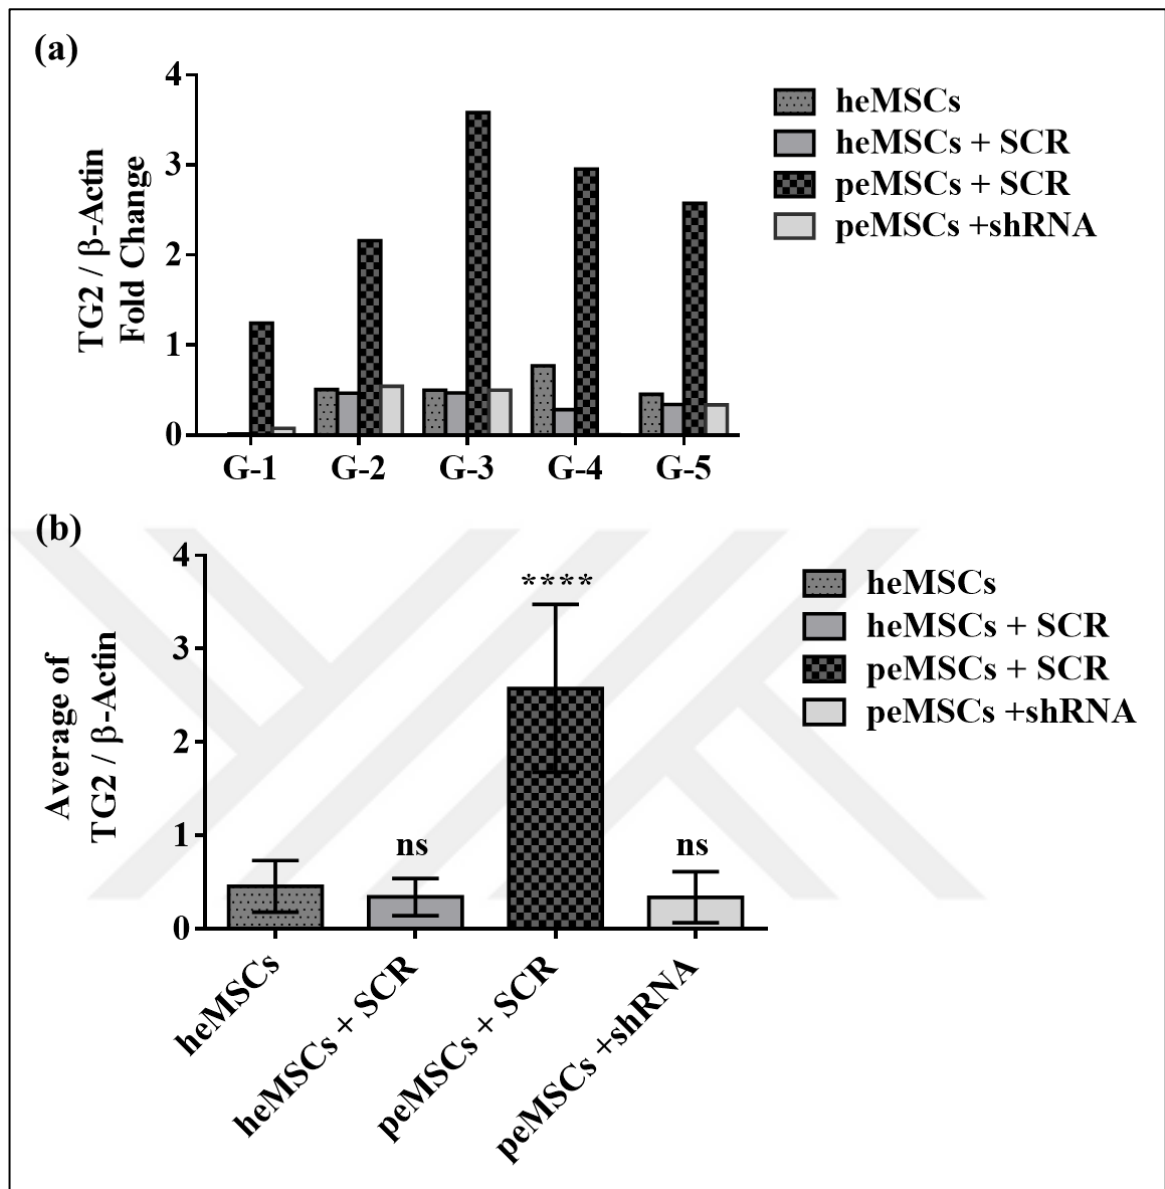 (a)
TG2 / β-Actin
Fold Change
4
3
2
1
0
G-1 G-2 G-3 G-4 G-5
heMSCs
heMSCs + SCR
peMSCs + SCR
peMSCs +shRNA
(b)
Average of
TG2 / β-Actin
4
3
2
1
0
ns
****
ns
heMSCs
heMSCs + SCR
peMSCs + SCR
peMSCs +shRNA
heMSCs
heMSCs + SCR
peMSCs + SCR
peMSCs +shRNA